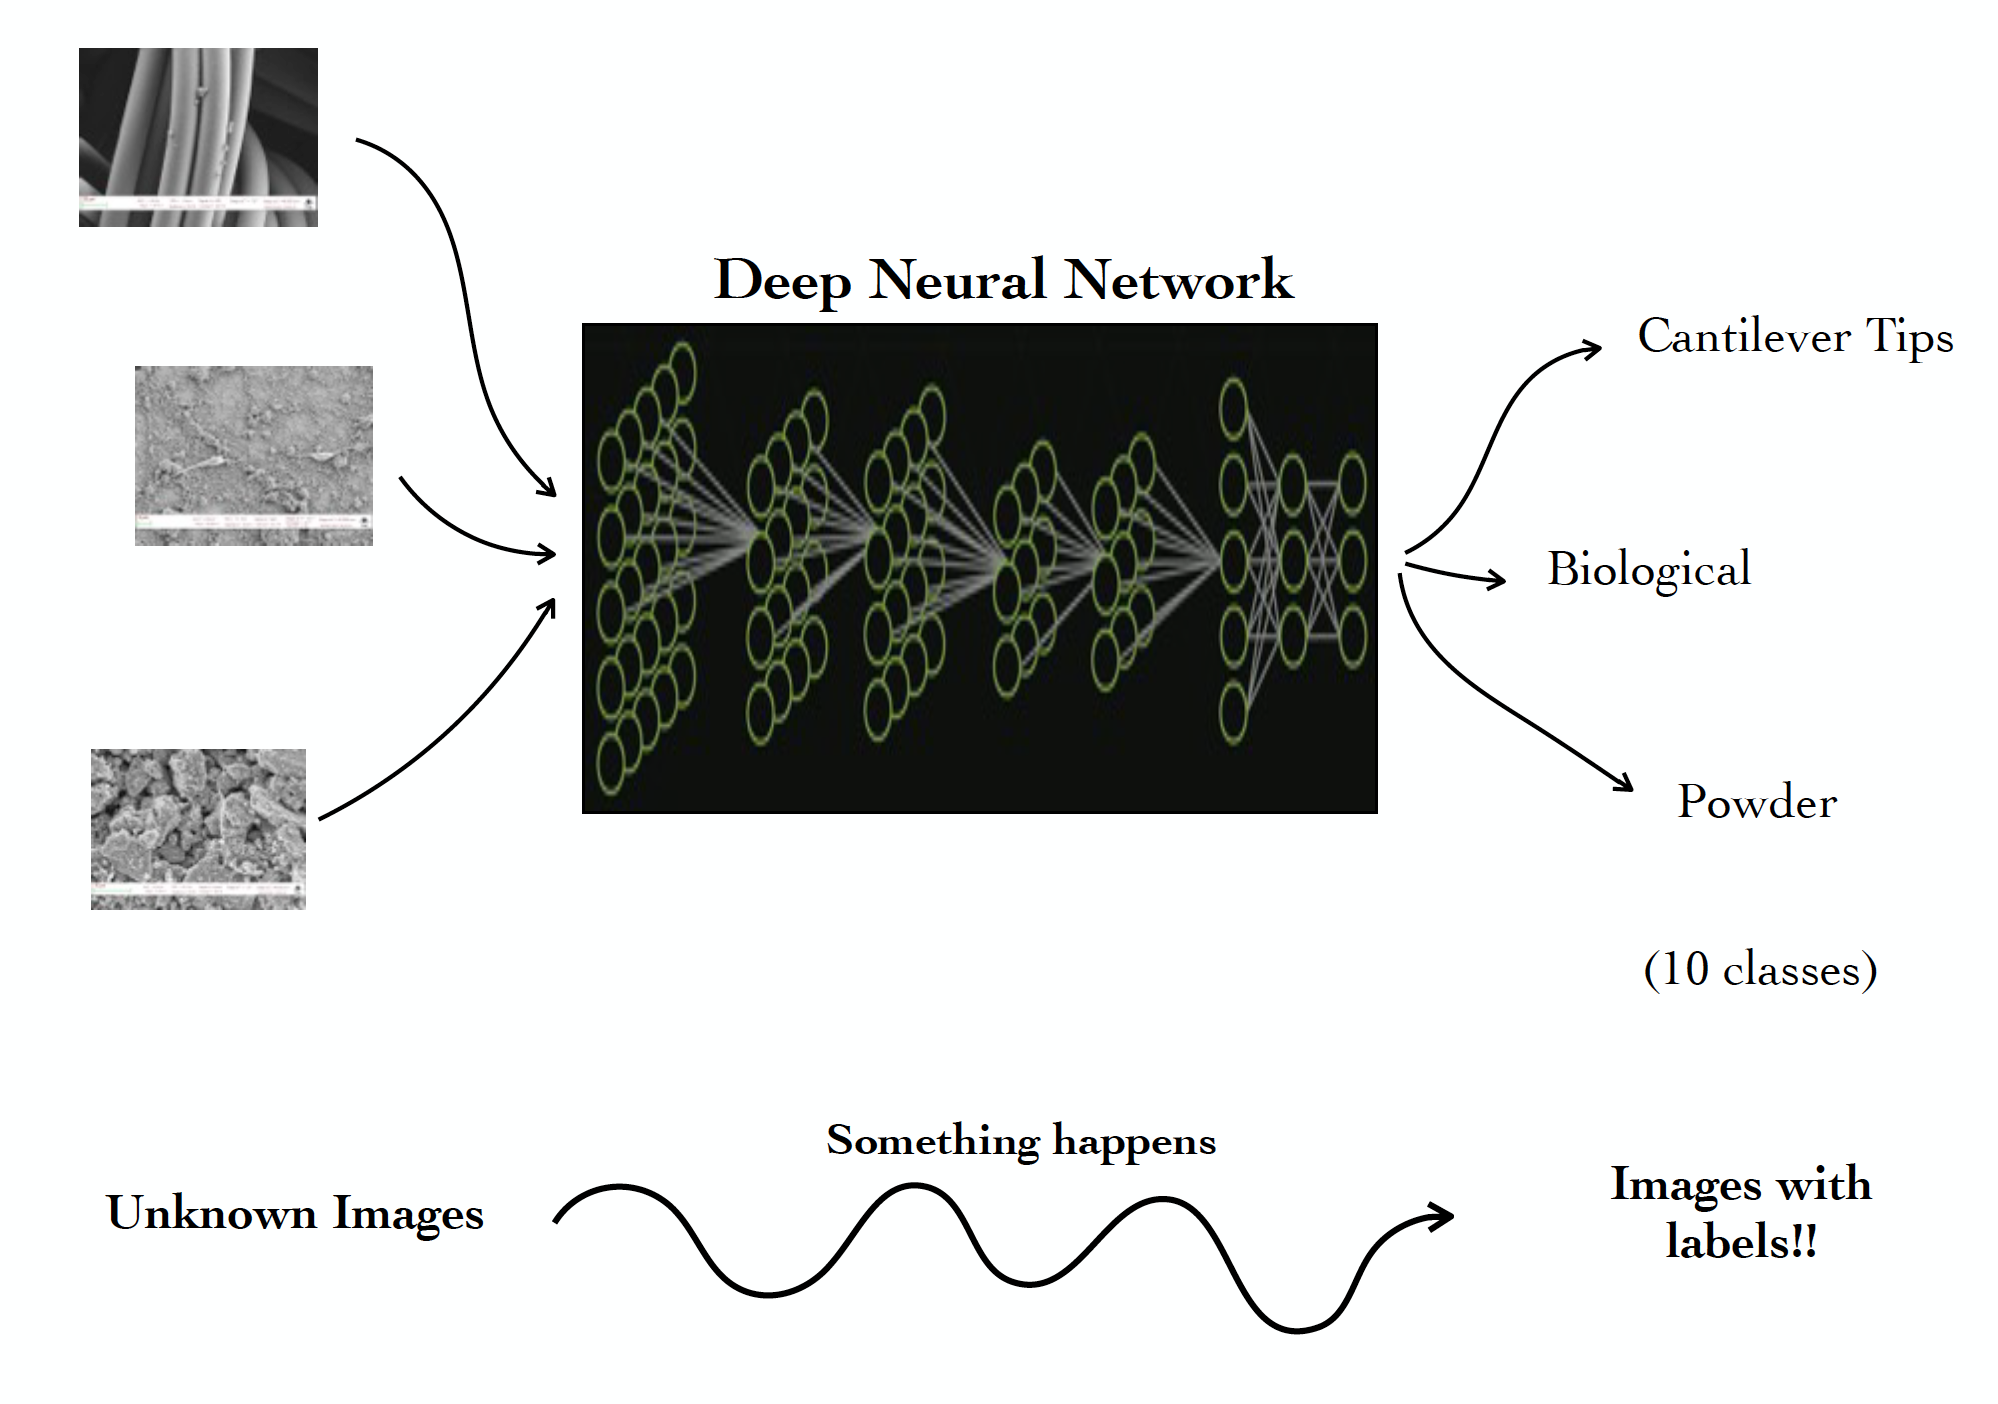 Deep Neural Network
Cantilever Tips
Biological
Powder
(10 classes)
Something happens
Unknown Images
Images with
labels!!